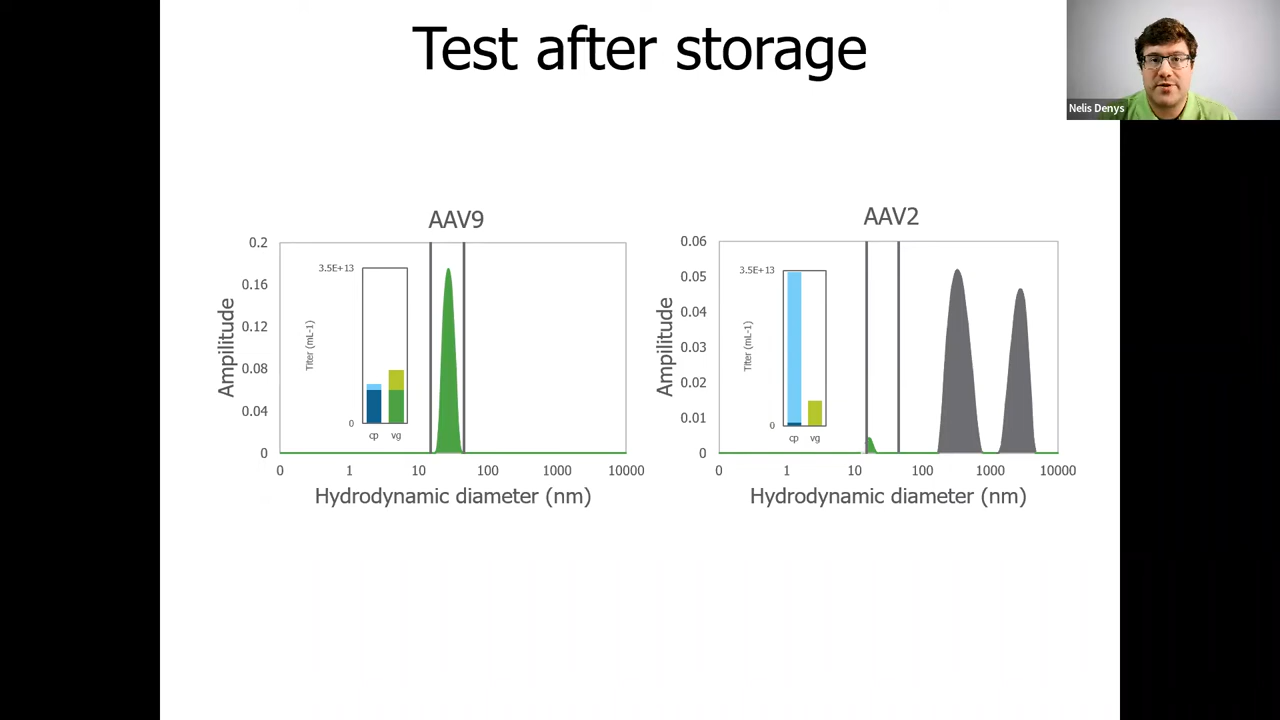 Test after storage
Nelis Denys
AAV9
0.2
0.16
0.12
0.08
0.04
0
Ampilitude
3.5E+13
0
Titer (mL-1)
cp
vg
0
1
10
100
1000
10000
Hydrodynamic diameter (nm)
AAV2
0.06
0.05
0.04
0.03
0.02
0.01
0
Ampilitude
3.5E+13
0
Titer (mL-1)
cp
vg
0
1
10
100
1000
10000
Hydrodynamic diameter (nm)